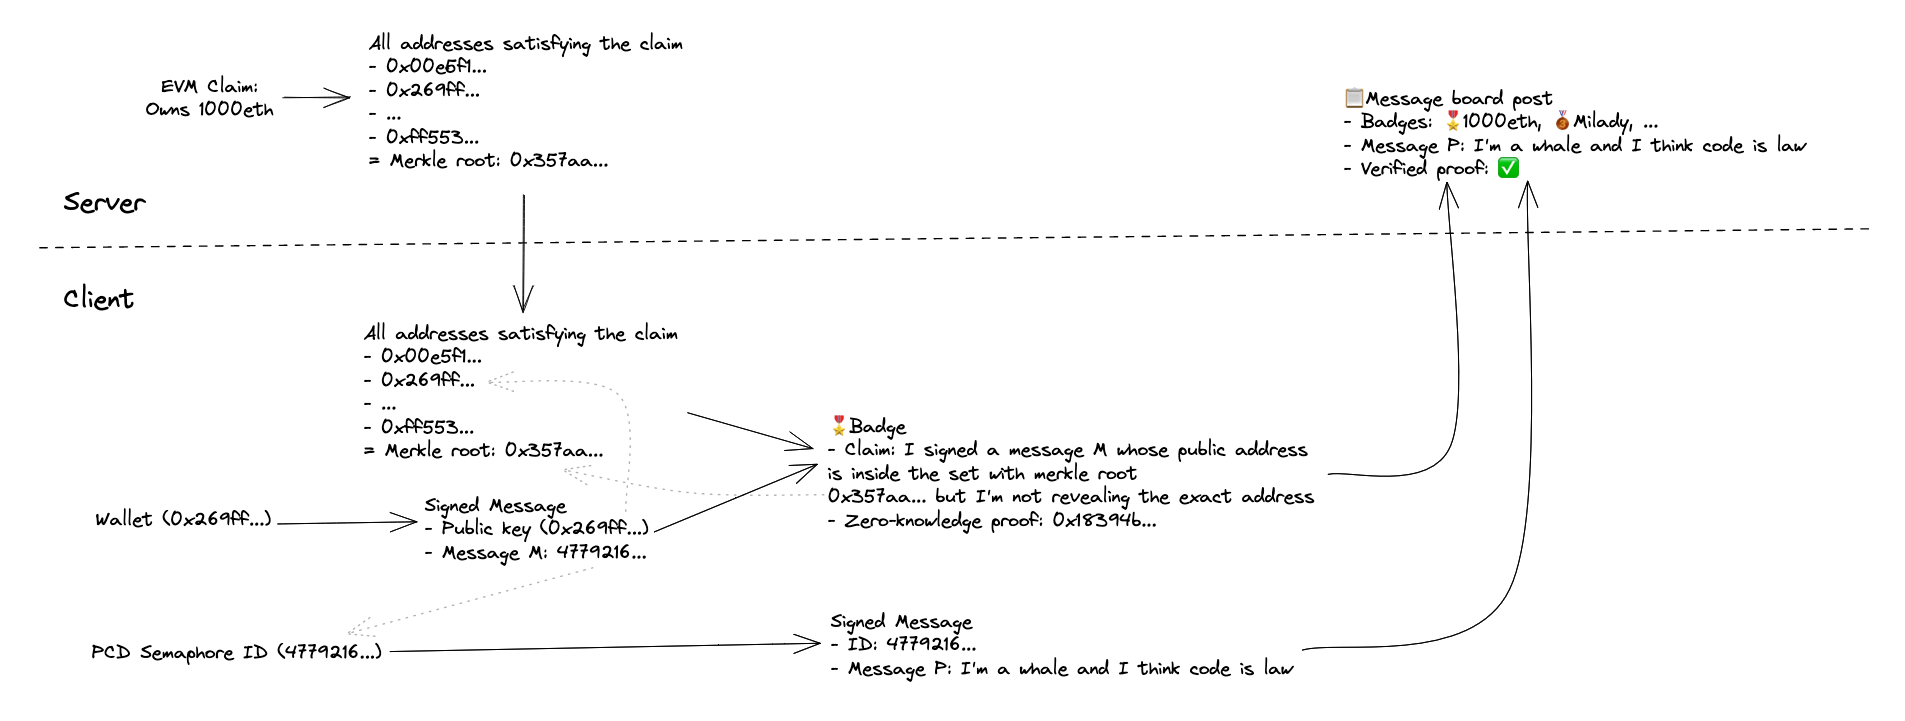 All addresses satisfying the claim
- 0x00e5f1...
- 0x269ff...
- ...
- 0xff553...
= Merkle root: 0x357aa...
EVM Claim:
Owns 1000eth
📋Message board post
- Badges: 🎖️1000eth, 🥉Milady, ...
- Message P: I'm a whale and I think code is law
- Verified proof: ✅
Server
Client
All addresses satisfying the claim
- 0x00e5f1...
- 0x269ff...
- ...
- 0xff553...
= Merkle root: 0x357aa...
🎖️Badge
- Claim: I signed a message M whose public address
is inside the set with merkle root
0x357aa... but I'm not revealing the exact address
- Zero-knowledge proof: 0x18394b...
Wallet (0x269ff...)
Signed Message
- Public key (0x269ff...)
- Message M: 4779216...
PCD Semaphore ID (4779216...)
Signed Message
- ID: 4779216...
- Message P: I'm a whale and I think code is law